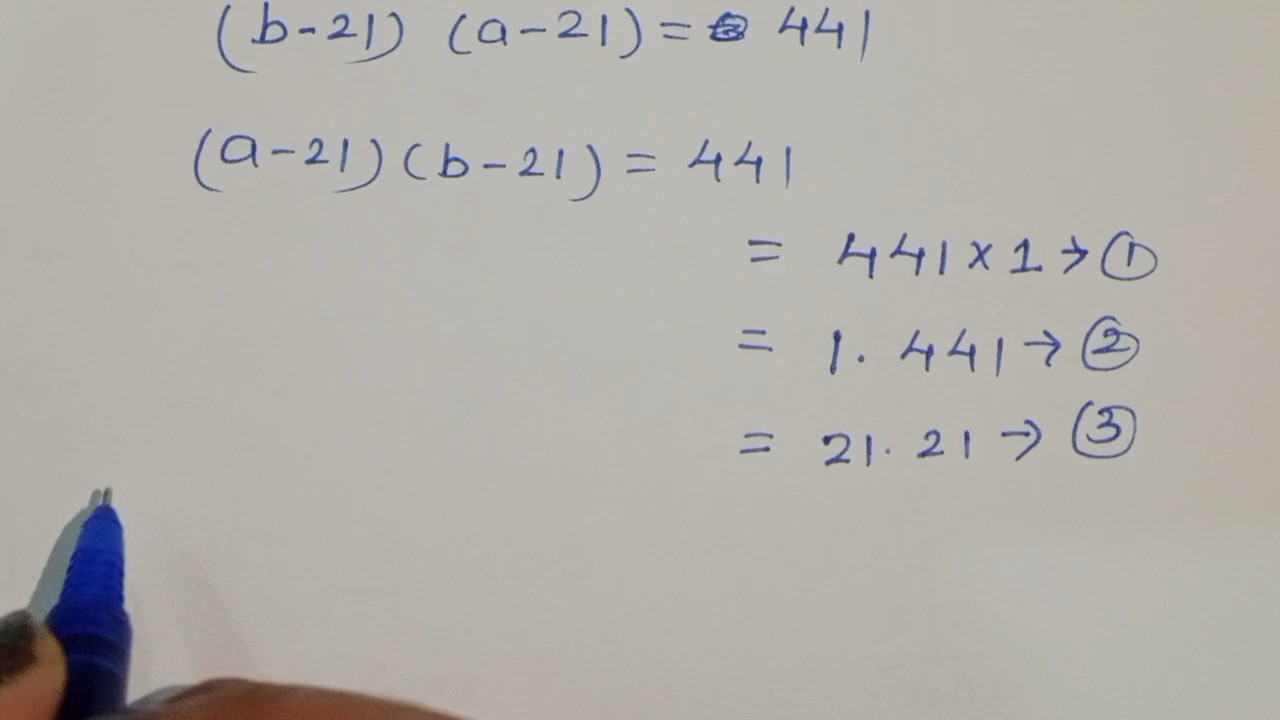 (b-21) (a-21) = 441
(a-21)(b-21) = 441
= 441 x 1 → ①
= 1. 441 → ②
= 21. 21 → ③